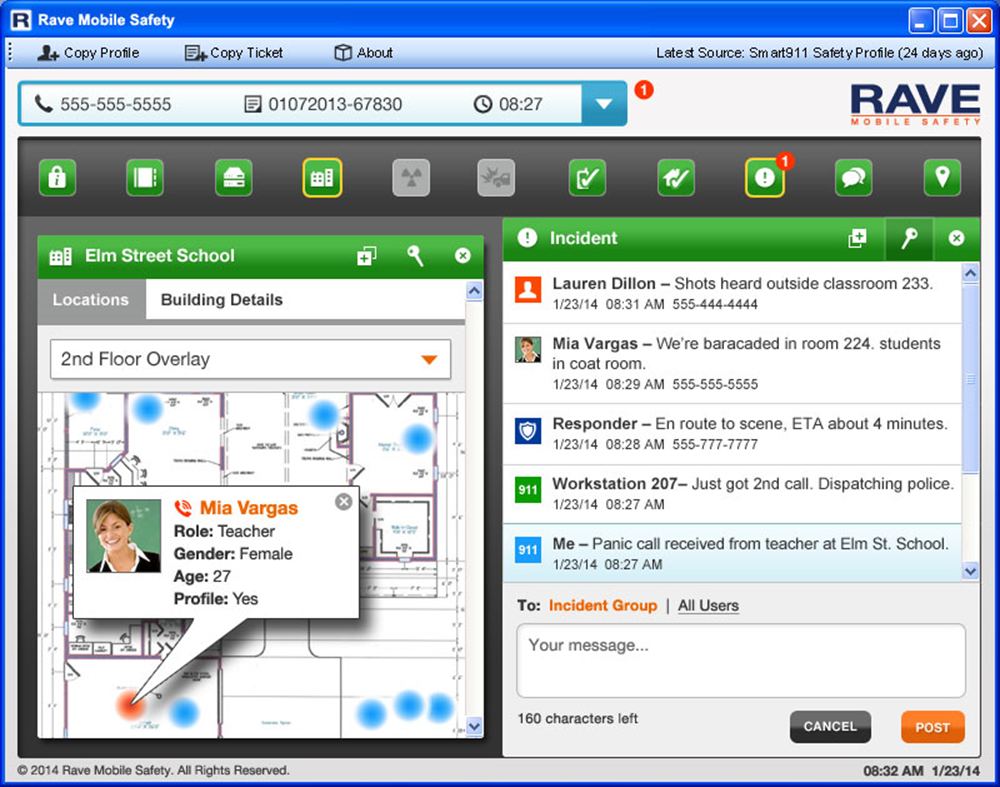 R Rave Mobile Safety
Copy Profile Copy Ticket About Latest Source: Smart911 Safety Profile (24 days ago)
555-555-5555 01072013-67830 08:27 1
RAVE
MOBILE SAFETY
1
Elm Street School
Locations Building Details
2nd Floor Overlay
Mia Vargas
Role: Teacher
Gender: Female
Age: 27
Profile: Yes
Incident
Lauren Dillon – Shots heard outside classroom 233.
1/23/14 08:31 AM 555-444-4444
Mia Vargas – We're baracaded in room 224. students
in coat room.
1/23/14 08:29 AM 555-555-5555
Responder – En route to scene, ETA about 4 minutes.
1/23/14 08:28 AM 555-777-7777
911 Workstation 207– Just got 2nd call. Dispatching police.
1/23/14 08:27 AM
911 Me – Panic call received from teacher at Elm St. School.
1/23/14 08:27 AM
To: Incident Group | All Users
Your message...
160 characters left
CANCEL POST
© 2014 Rave Mobile Safety. All Rights Reserved. 08:32 AM 1/23/14